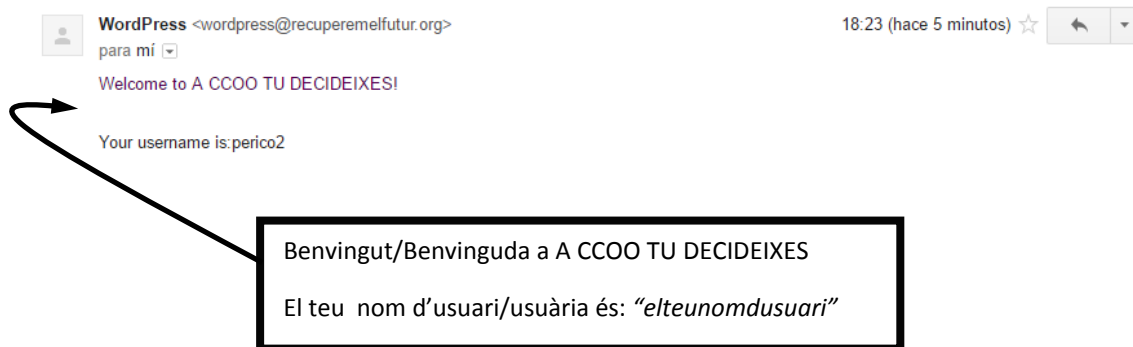 WordPress <wordpress@recuperemelfutur.org> 18:23 (hace 5 minutos)
para mí
Welcome to A CCOO TU DECIDEIXES!
Your username is:perico2
Benvingut/Benvinguda a A CCOO TU DECIDEIXES
El teu nom d’usuari/usuària és: “elteunomdusuari”